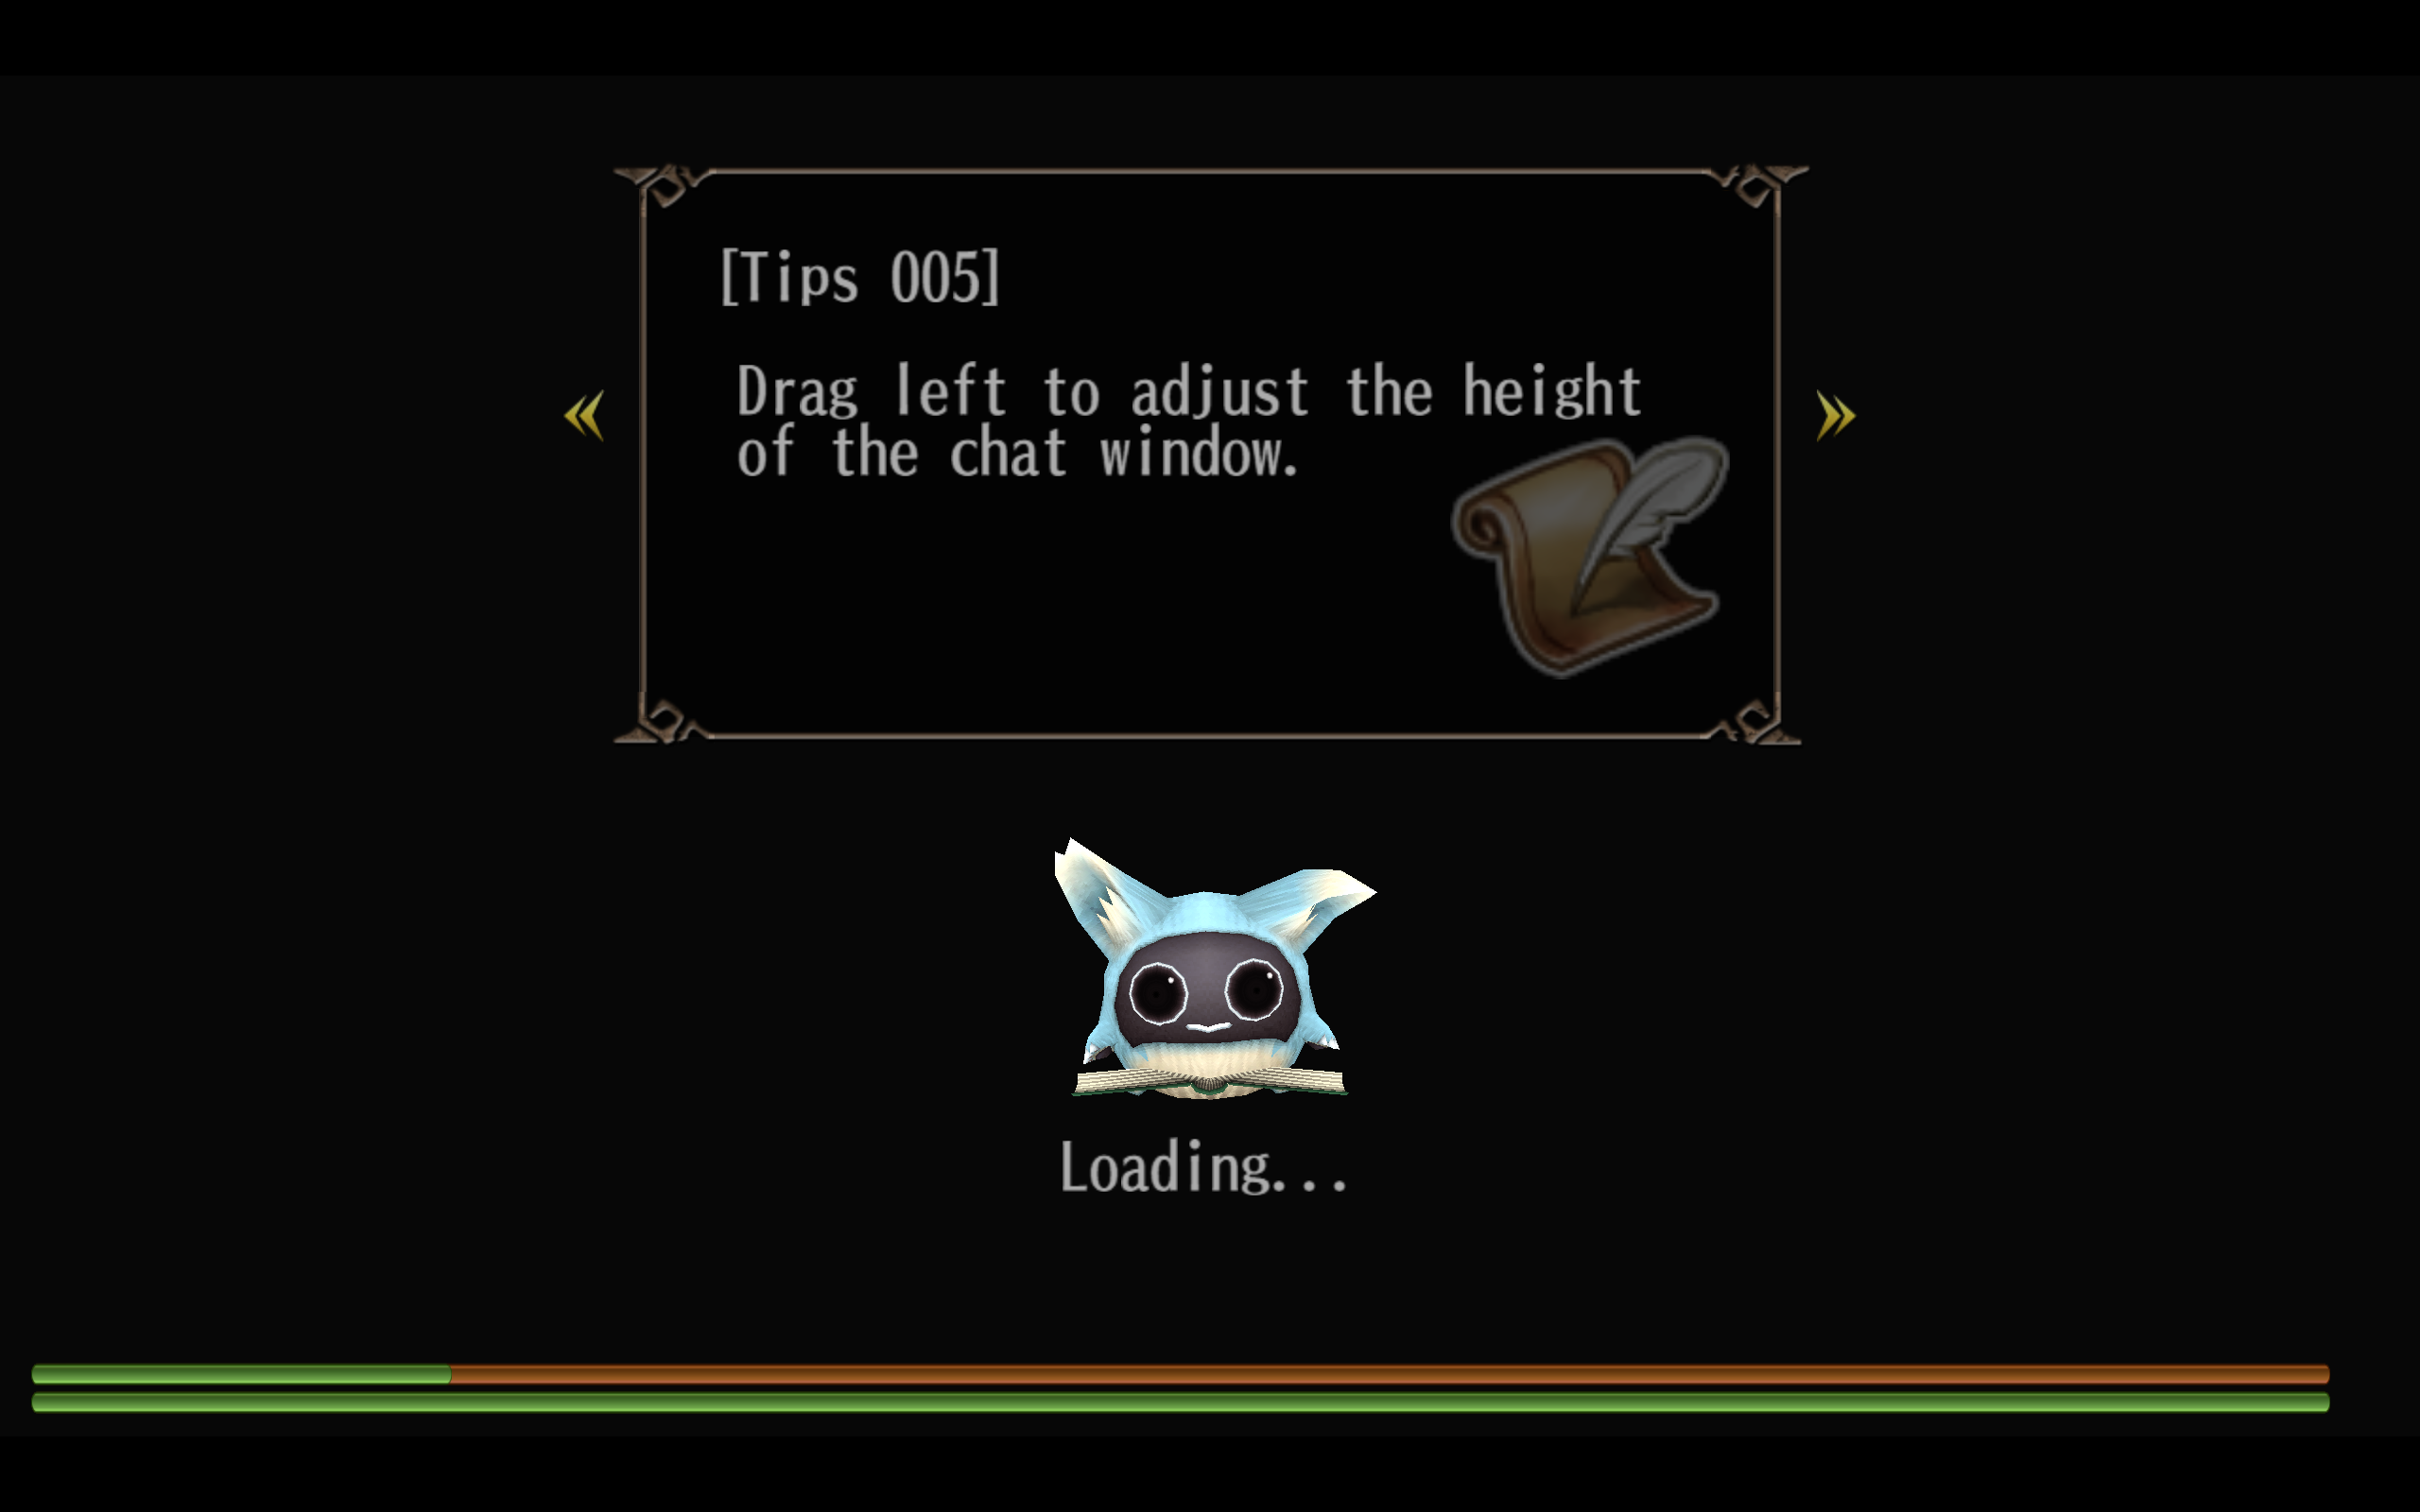 [Tips 005]
Drag left to adjust the height
of the chat window.
Loading...